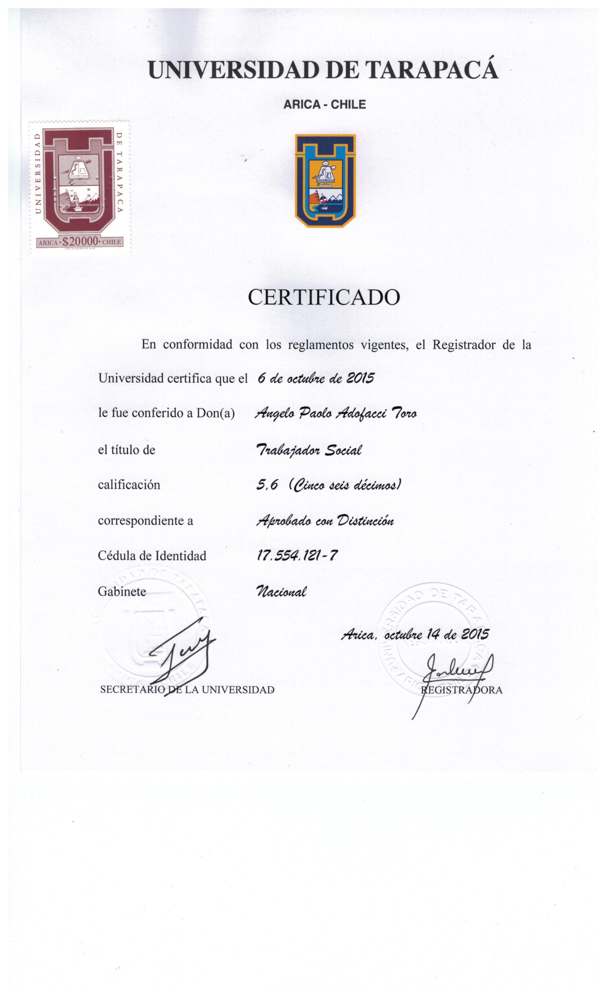 UNIVERSIDAD DE TARAPACÁ
ARICA - CHILE
UNIVERSIDAD
DE TARAPACA
ARICA · $20000 · CHILE
CASA DE MONEDA DE CHILE
CERTIFICADO
En conformidad con los reglamentos vigentes, el Registrador de la
Universidad certifica que el 6 de octubre de 2015
le fue conferido a Don(a) Angelo Paolo Adofacci Toro
el título de Trabajador Social
calificación 5,6 (Cinco seis décimos)
correspondiente a Aprobado con Distinción
Cédula de Identidad 17.554.121-7
Gabinete Nacional
Arica, octubre 14 de 2015
SECRETARIO DE LA UNIVERSIDAD
REGISTRADORA